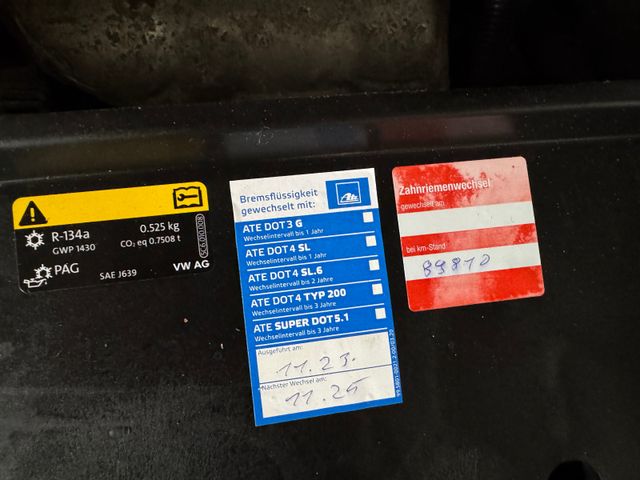 R-134a
0.525 kg
GWP 1430
CO₂ eq 0.7508 t
PAG
SAE J639
VW AG
Bremsflüssigkeit
gewechselt mit:
ATE
ATE DOT 3 G
Wechselintervall bis 1 Jahr
ATE DOT 4 SL
Wechselintervall bis 1 Jahr
ATE DOT 4 SL.6
Wechselintervall bis 2 Jahre
ATE DOT 4 TYP 200
Wechselintervall bis 3 Jahre
ATE SUPER DOT 5.1
Wechselintervall bis 3 Jahre
Ausgeführt am:
11.23.
Nächster Wechsel am:
11.25
Zahnriemenwechsel
gewechselt am:
bei km-Stand:
89810